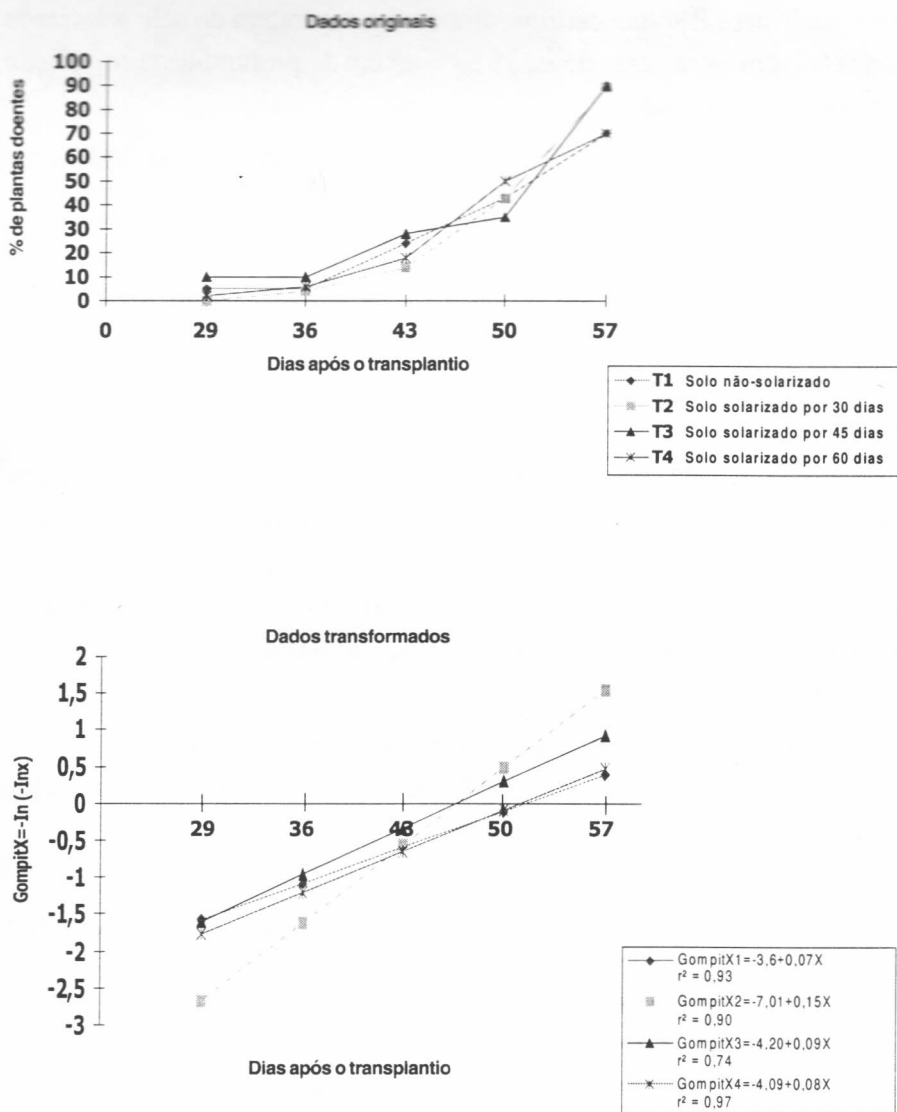 Dados originais
% de plantas doentes
100
90
80
70
60
50
40
30
20
10
0
0 29 36 43 50 57
Dias após o transplantio
T1 Solo não-solarizado
T2 Solo solarizado por 30 dias
T3 Solo solarizado por 45 dias
T4 Solo solarizado por 60 dias
Dados transformados
GompitX=-ln (-lnx)
2
1,5
1
0,5
0
-0,5
-1
-1,5
-2
-2,5
-3
29 36 43 50 57
Dias após o transplantio
GompitX1=-3,6+0,07X
r² = 0,93
GompitX2=-7,01+0,15X
r² = 0,90
GompitX3=-4,20+0,09X
r² = 0,74
GompitX4=-4,09+0,08X
r² = 0,97